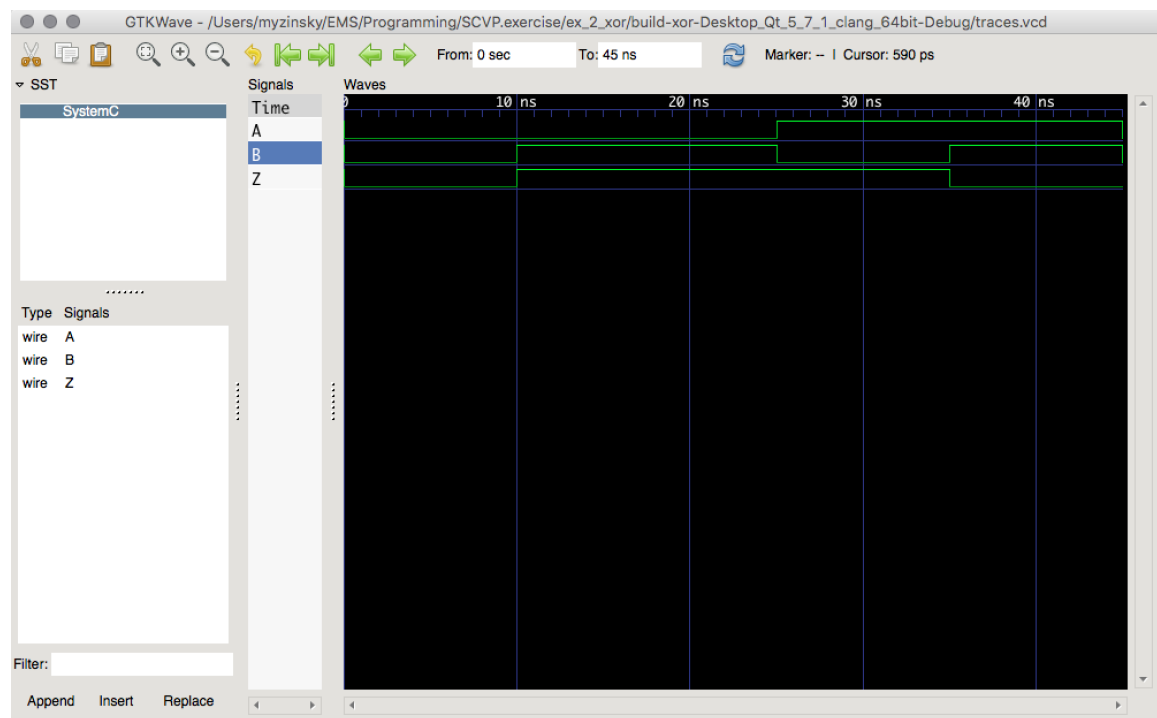 GTKWave - /Users/myzinsky/EMS/Programming/SCVP.exercise/ex_2_xor/build-xor-Desktop_Qt_5_7_1_clang_64bit-Debug/traces.vcd
From: 0 sec To: 45 ns Marker: -- | Cursor: 590 ps
SST
SystemC
Signals
Waves
Time
0 10 ns 20 ns 30 ns 40 ns
A
B
Z
Type Signals
wire A
wire B
wire Z
Filter:
Append Insert Replace